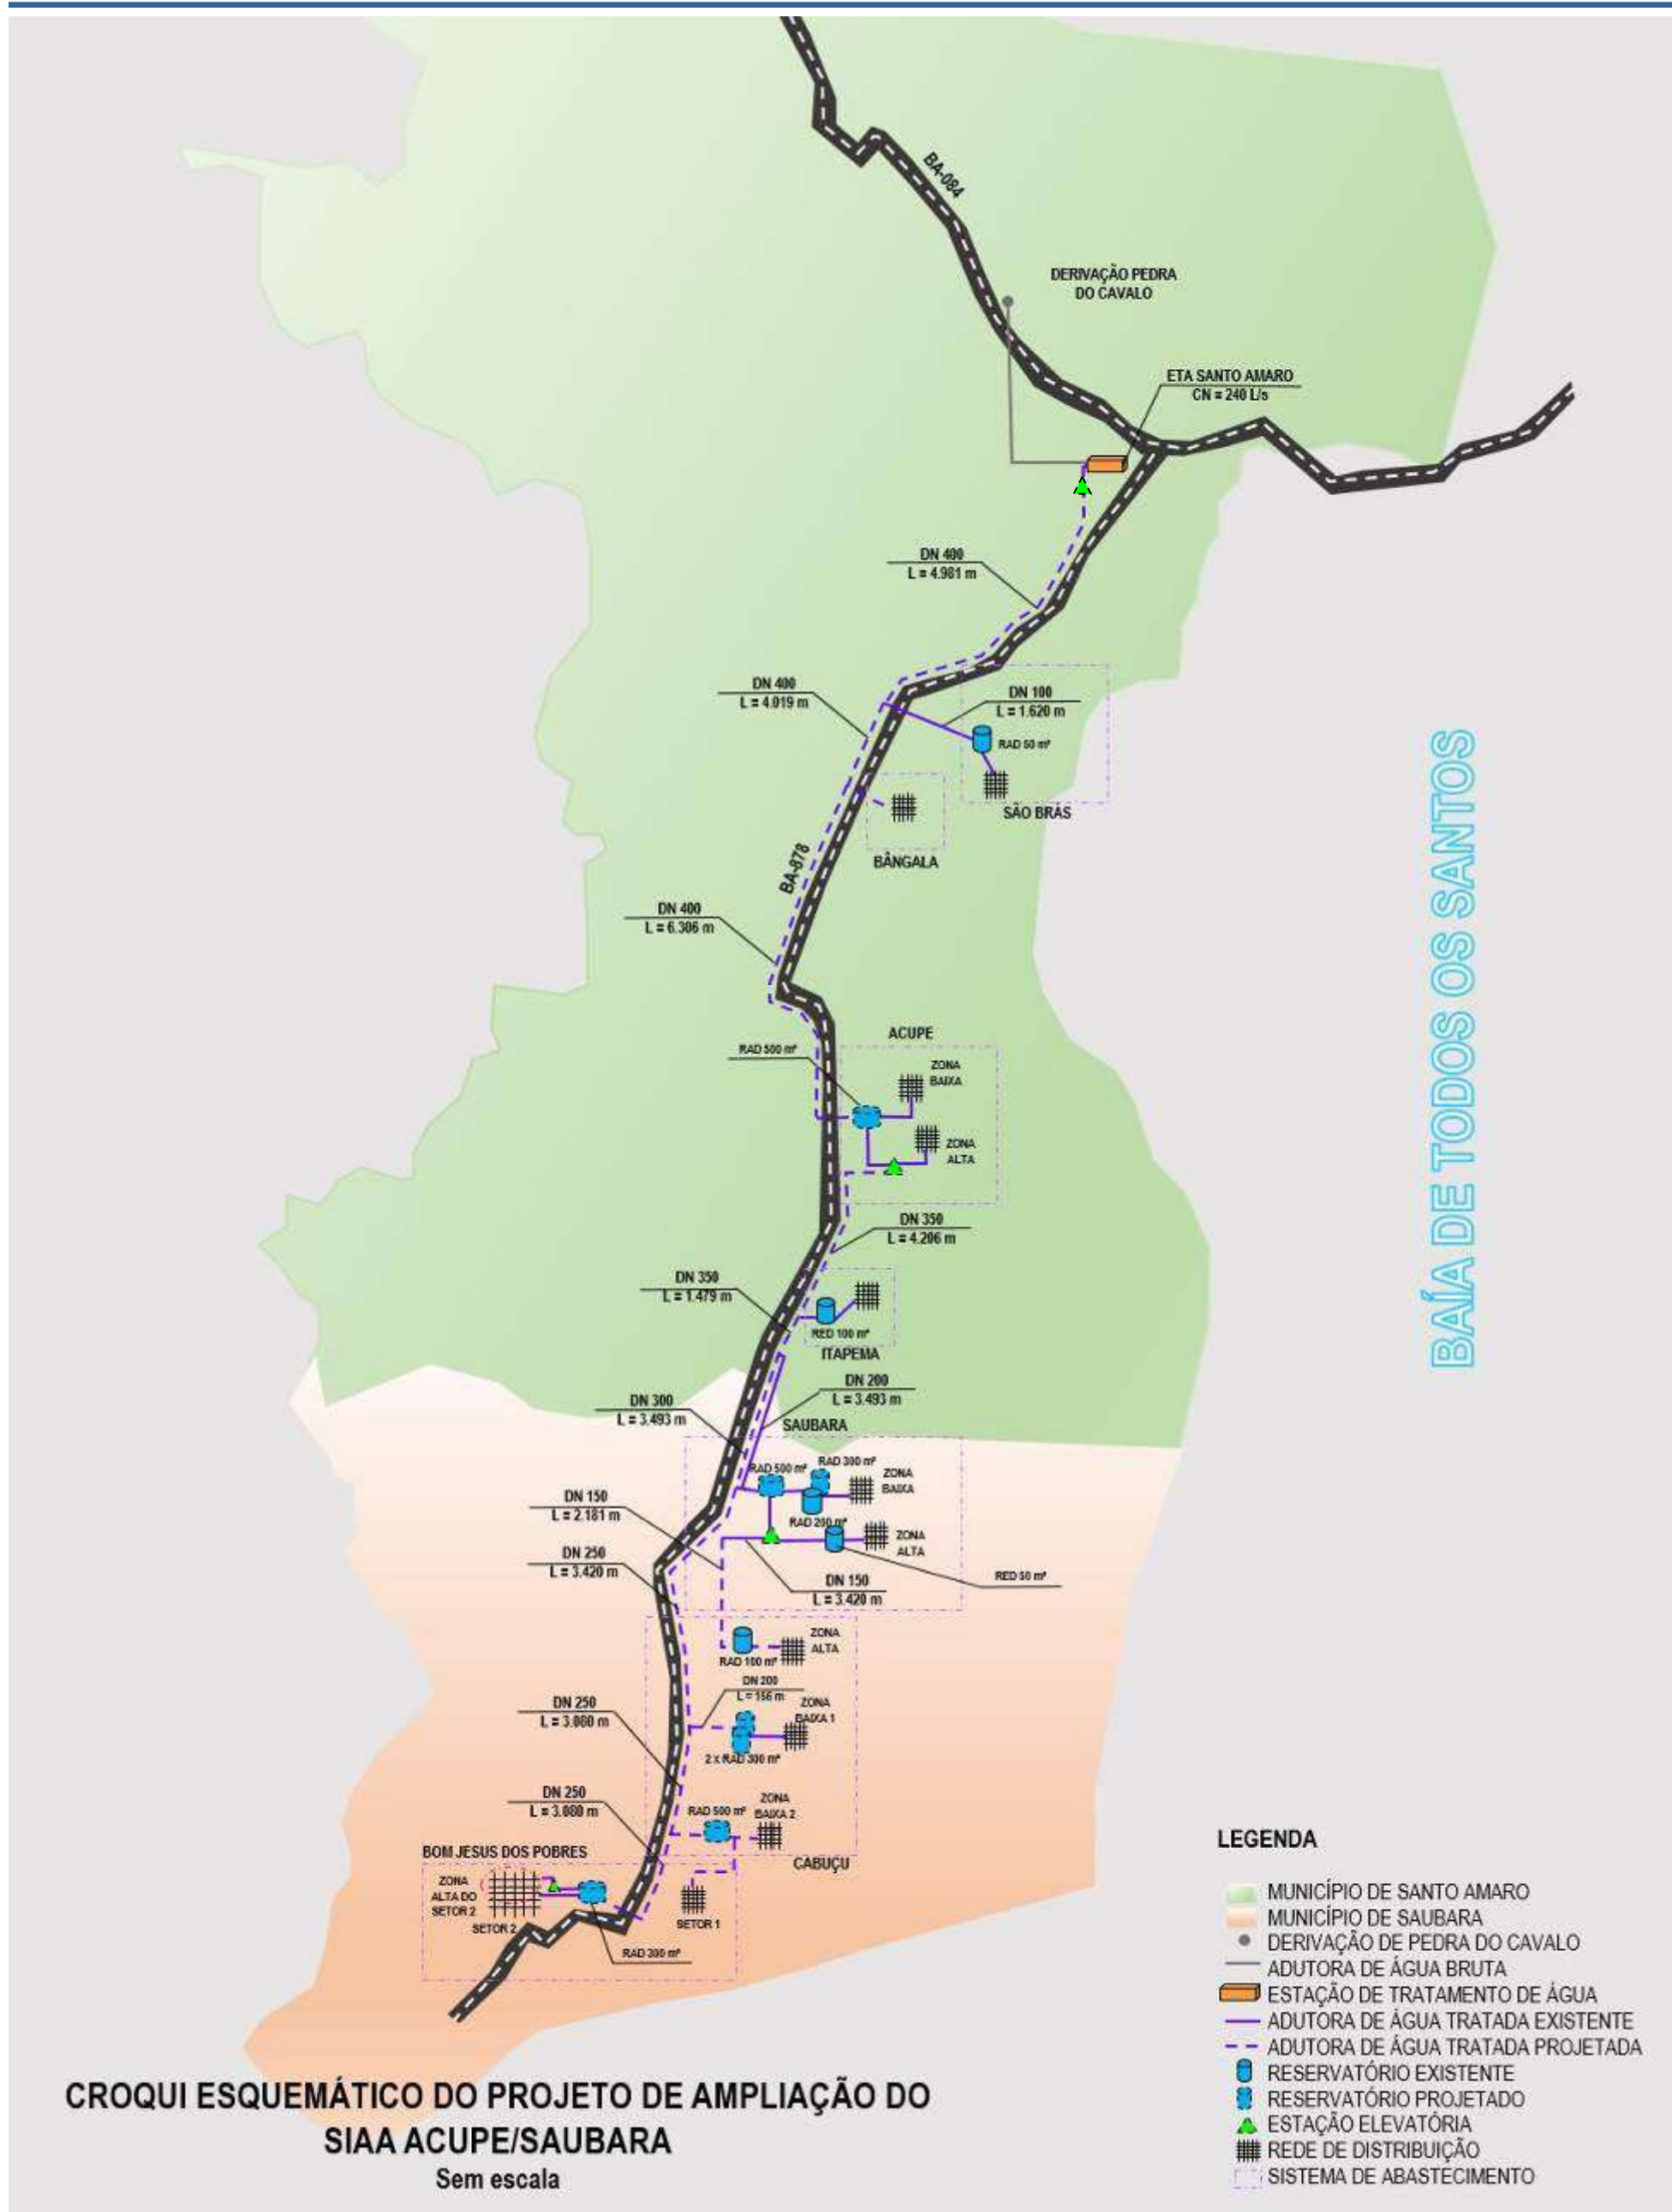 BA-084
DERIVAÇÃO PEDRA
DO CAVALO
ETA SANTO AMARO
CN = 240 L/s
DN 400
L = 4.981 m
DN 400
L = 4.019 m
DN 100
L = 1.620 m
RAD 50 m³
SÃO BRÁS
BÂNGALA
BA-878
DN 400
L = 6.306 m
BAÍA DE TODOS OS SANTOS
ACUPE
RAD 500 m³
ZONA
BAIXA
ZONA
ALTA
DN 350
L = 4.206 m
DN 350
L = 1.479 m
RED 100 m³
ITAPEMA
DN 200
L = 3.493 m
DN 300
L = 3.493 m
SAUBARA
RAD 500 m³
RAD 300 m³
ZONA
BAIXA
RAD 200 m³
ZONA
ALTA
DN 150
L = 2.181 m
DN 250
L = 3.420 m
DN 150
L = 3.420 m
RED 50 m³
ZONA
ALTA
RAD 100 m³
DN 200
L = 156 m
ZONA
BAIXA 1
2 x RAD 300 m³
DN 250
L = 3.080 m
DN 250
L = 3.080 m
RAD 500 m³
ZONA
BAIXA 2
CABUÇU
BOM JESUS DOS POBRES
ZONA
ALTA DO
SETOR 2
SETOR 2
SETOR 1
RAD 300 m³
LEGENDA
MUNICÍPIO DE SANTO AMARO
MUNICÍPIO DE SAUBARA
DERIVAÇÃO DE PEDRA DO CAVALO
ADUTORA DE ÁGUA BRUTA
ESTAÇÃO DE TRATAMENTO DE ÁGUA
ADUTORA DE ÁGUA TRATADA EXISTENTE
ADUTORA DE ÁGUA TRATADA PROJETADA
RESERVATÓRIO EXISTENTE
RESERVATÓRIO PROJETADO
ESTAÇÃO ELEVATÓRIA
REDE DE DISTRIBUIÇÃO
SISTEMA DE ABASTECIMENTO
CROQUI ESQUEMÁTICO DO PROJETO DE AMPLIAÇÃO DO
SIAA ACUPE/SAUBARA
Sem escala